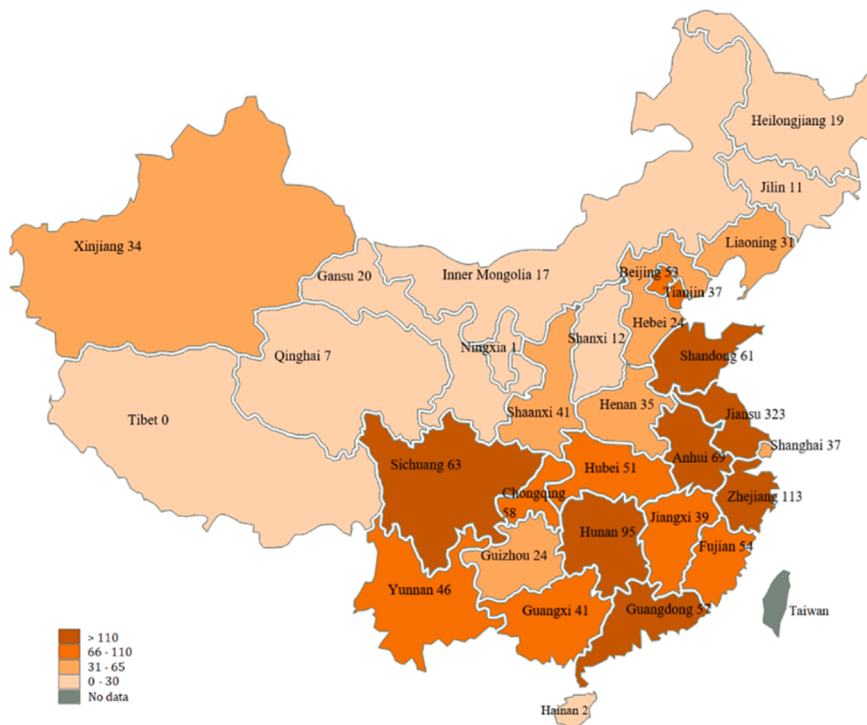 Heilongjiang 19
Jilin 11
Liaoning 31
Xinjiang 34
Gansu 20
Inner Mongolia 17
Beijing 53
Tianjin 37
Hebei 24
Shanxi 12
Ningxia 1
Qinghai 7
Shandong 61
Tibet 0
Shaanxi 41
Henan 35
Jiansu 323
Shanghai 37
Anhui 69
Sichuang 63
Hubei 51
Chongqing
58
Zhejiang 113
Jiangxi 39
Hunan 95
Fujian 54
Guizhou 24
Yunnan 46
Guangxi 41
Guangdong 52
Taiwan
Hainan 2
> 110
66 - 110
31 - 65
0 - 30
No data